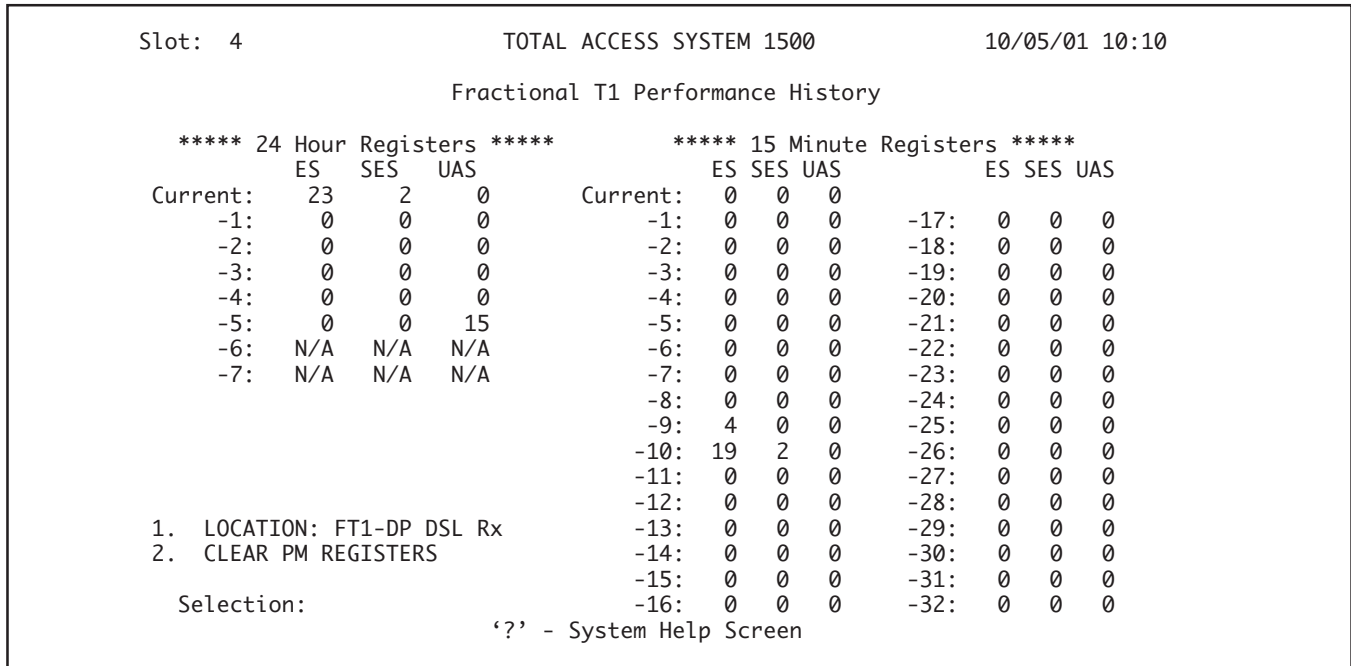 Slot: 4 TOTAL ACCESS SYSTEM 1500 10/05/01 10:10
Fractional T1 Performance History
***** 24 Hour Registers ***** ***** 15 Minute Registers *****
ES SES UAS ES SES UAS ES SES UAS
Current: 23 2 0 Current: 0 0 0
-1: 0 0 0 -1: 0 0 0 -17: 0 0 0
-2: 0 0 0 -2: 0 0 0 -18: 0 0 0
-3: 0 0 0 -3: 0 0 0 -19: 0 0 0
-4: 0 0 0 -4: 0 0 0 -20: 0 0 0
-5: 0 0 15 -5: 0 0 0 -21: 0 0 0
-6: N/A N/A N/A -6: 0 0 0 -22: 0 0 0
-7: N/A N/A N/A -7: 0 0 0 -23: 0 0 0
-8: 0 0 0 -24: 0 0 0
-9: 4 0 0 -25: 0 0 0
-10: 19 2 0 -26: 0 0 0
-11: 0 0 0 -27: 0 0 0
-12: 0 0 0 -28: 0 0 0
1. LOCATION: FT1-DP DSL Rx -13: 0 0 0 -29: 0 0 0
2. CLEAR PM REGISTERS -14: 0 0 0 -30: 0 0 0
-15: 0 0 0 -31: 0 0 0
Selection: -16: 0 0 0 -32: 0 0 0
‘?’ - System Help Screen